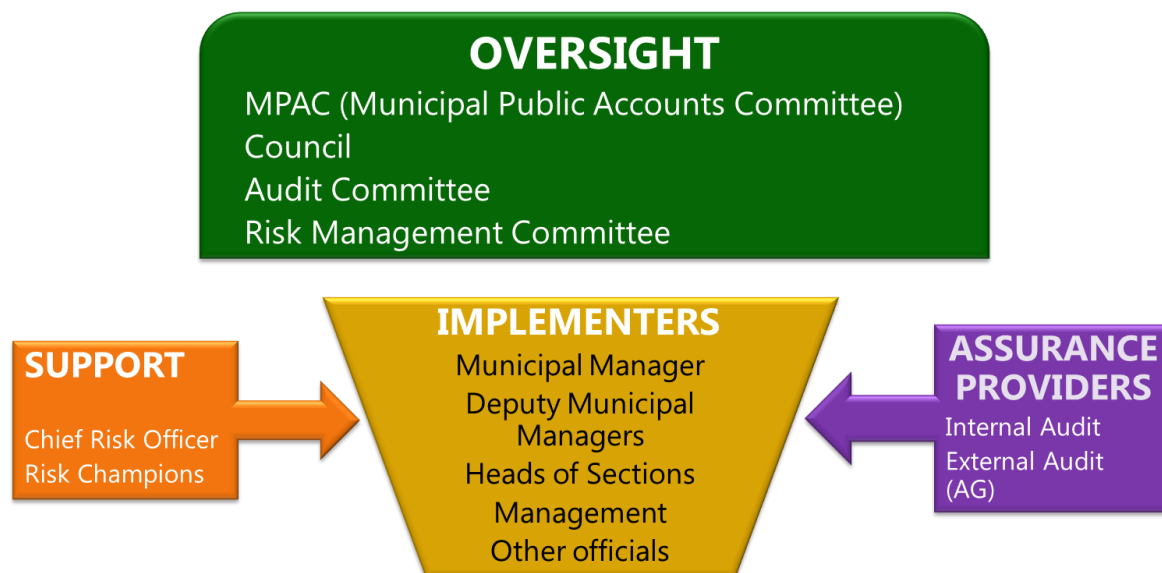 OVERSIGHT
MPAC (Municipal Public Accounts Committee)
Council
Audit Committee
Risk Management Committee
SUPPORT
Chief Risk Officer
Risk Champions
IMPLEMENTERS
Municipal Manager
Deputy Municipal
Managers
Heads of Sections
Management
Other officials
ASSURANCE
PROVIDERS
Internal Audit
External Audit
(AG)